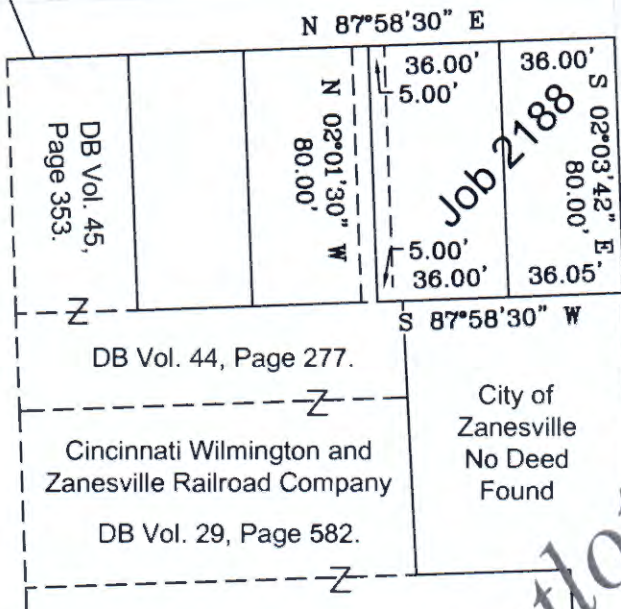 N 87°58'30" E
36.00'
36.00'
5.00'
DB Vol. 45,
Page 353.
N 02°01'30" W
80.00'
Job 2188
S 02°03'42" E
80.00'
5.00'
36.00'
36.05'
S 87°58'30" W
Z
DB Vol. 44, Page 277.
Z
City of
Zanesville
No Deed
Found
Cincinnati Wilmington and
Zanesville Railroad Company
DB Vol. 29, Page 582.
Z